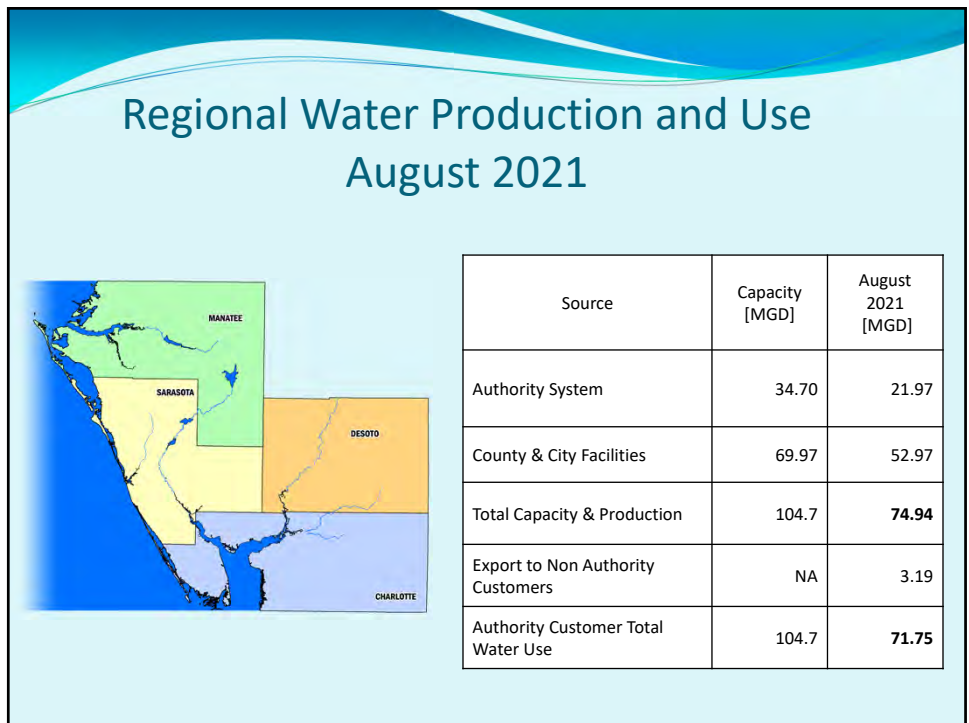 Regional Water Production and Use
August 2021
MANATEE
SARASOTA
DESOTO
CHARLOTTE
Source
Capacity
[MGD]
August
2021
[MGD]
Authority System 34.70 21.97
County & City Facilities 69.97 52.97
Total Capacity & Production 104.7 74.94
Export to Non Authority
Customers NA 3.19
Authority Customer Total
Water Use 104.7 71.75